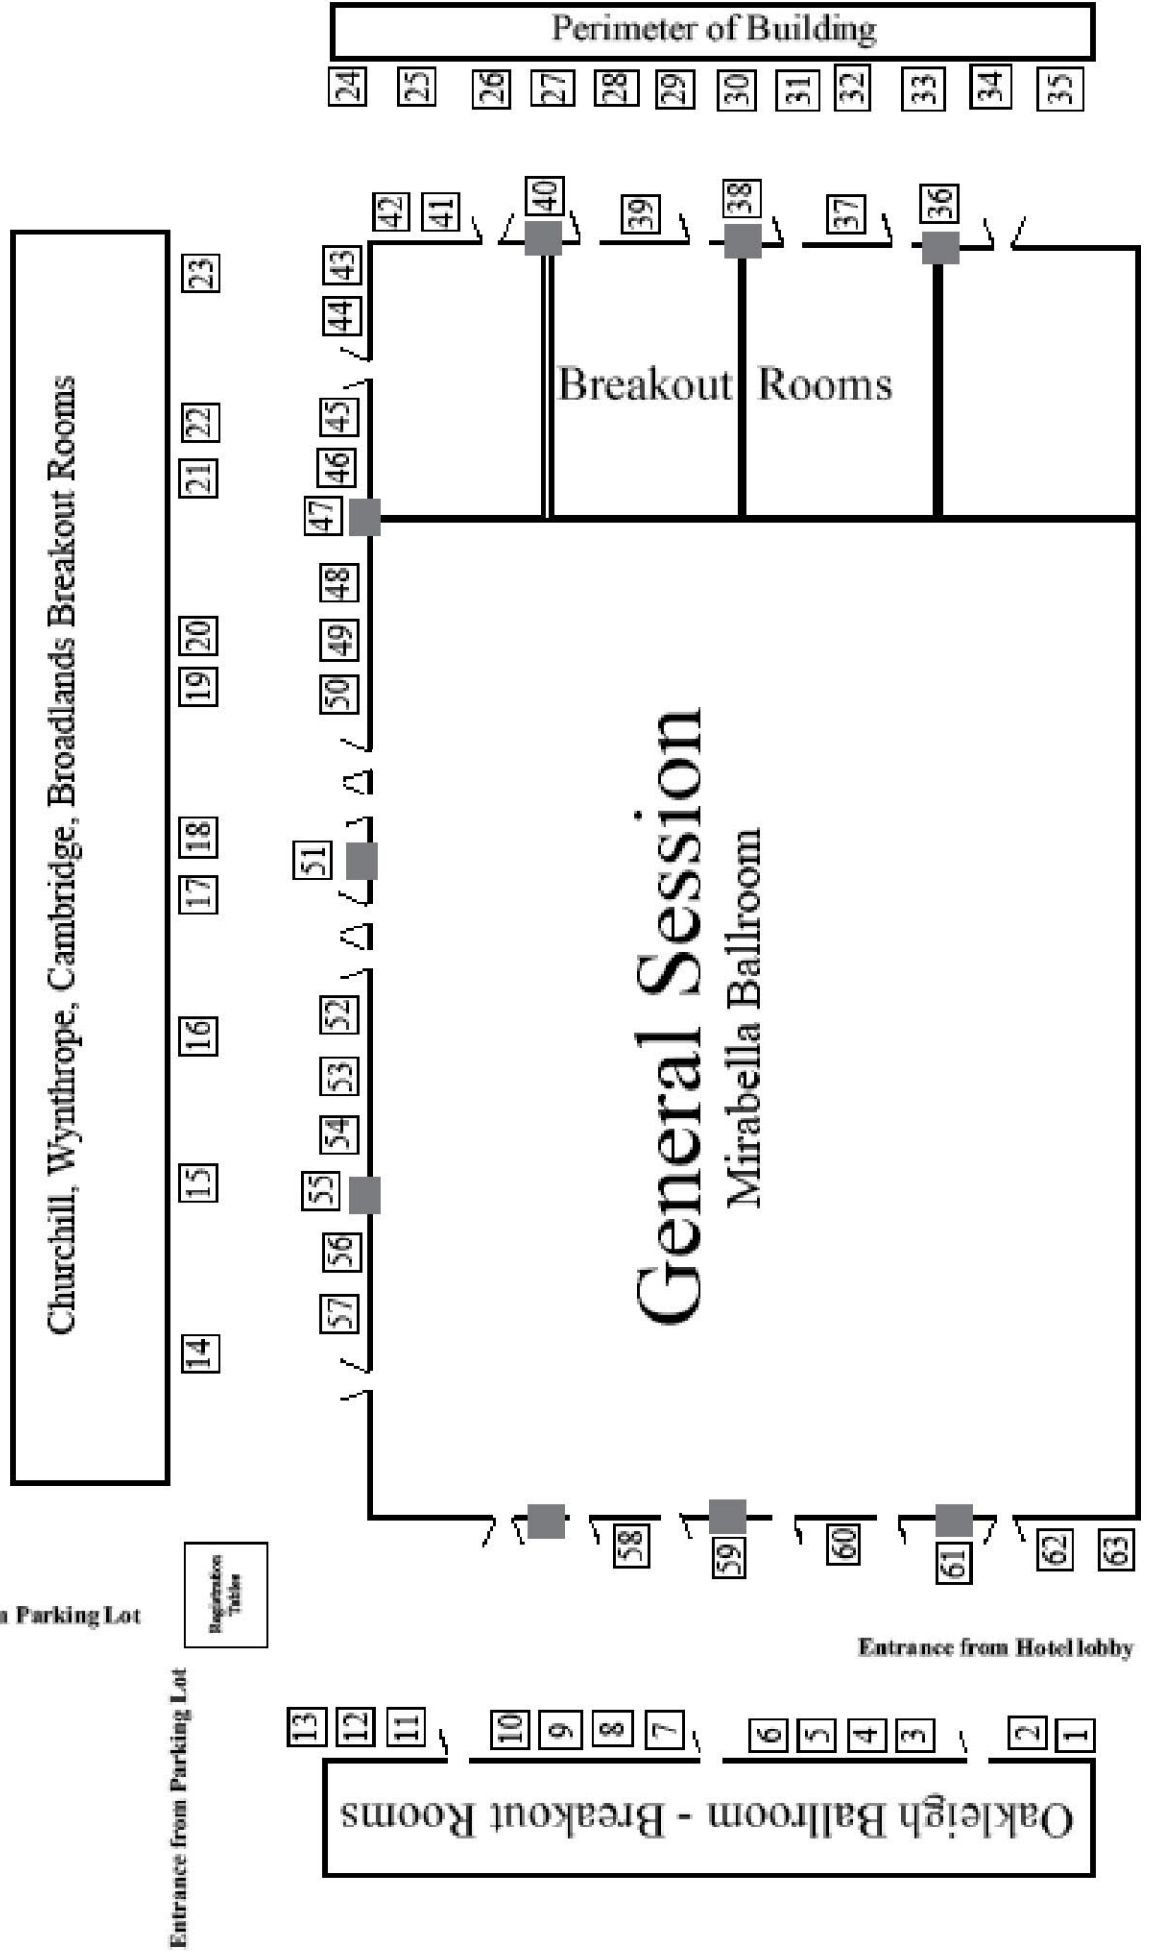 Perimeter of Building
24 25 26 27 28 29 30 31 32 33 34 35
42 41 40 39 38 37 36
Churchill, Wynthrope, Cambridge, Broadlands Breakout Rooms
23
22
21
20
19
18
17
16
15
14
43
44
45
46
47
48
49
50
51
52
53
54
55
56
57
Breakout Rooms
General Session
Mirabella Ballroom
58 59 60 61 62 63
Registration
Tables
Parking Lot
Entrance from Parking Lot
Entrance from Hotel lobby
13 12 11 10 9 8 7 6 5 4 3 2 1
Oakleigh Ballroom - Breakout Rooms